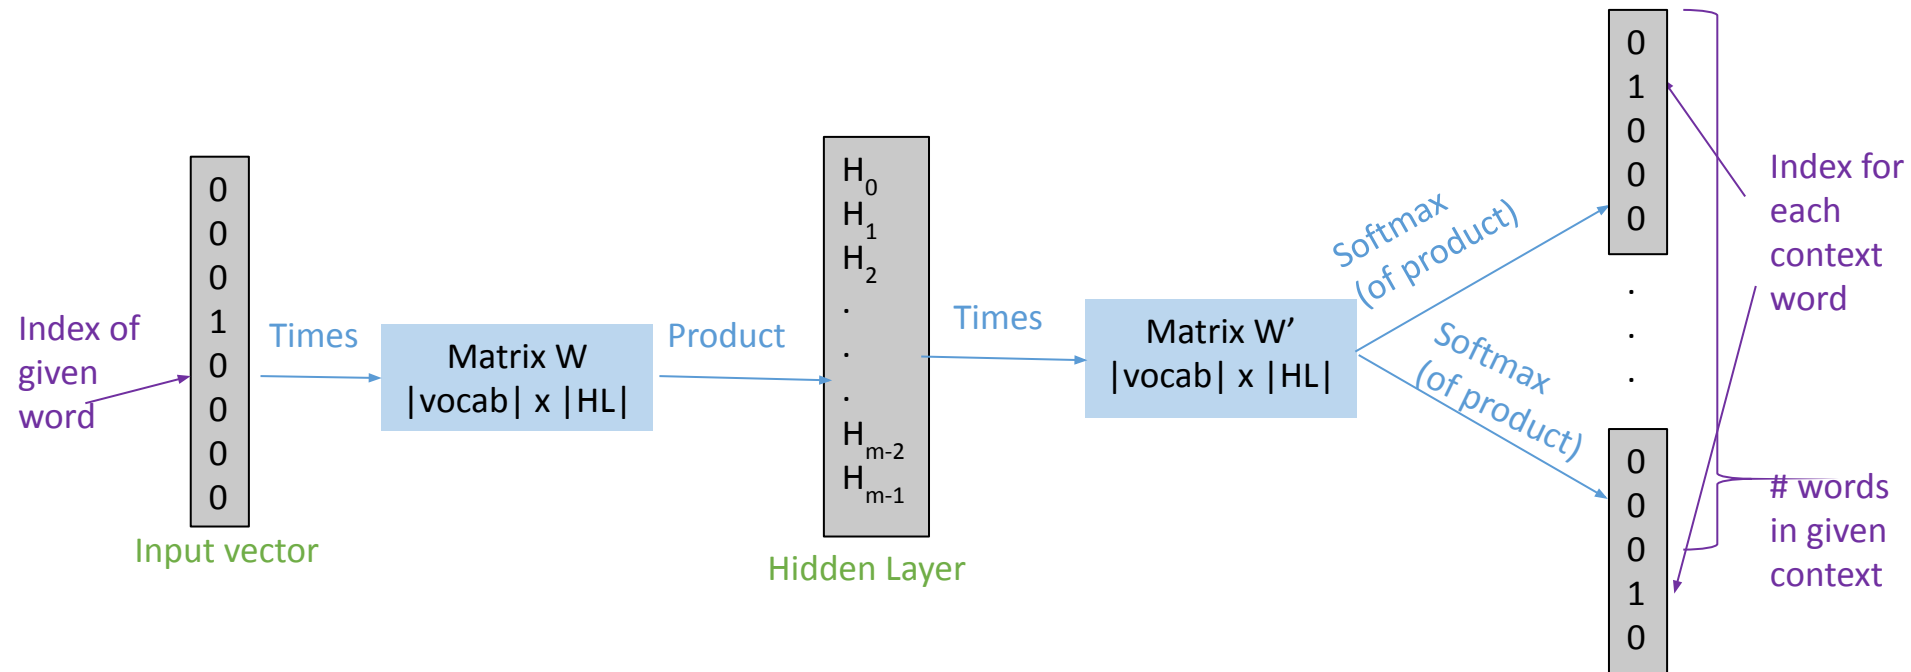 Index of
given
word
0
0
0
1
0
0
0
0
Input vector
Times
Matrix W
|vocab| x |HL|
Product
H0
H1
H2
.
.
.
Hm-2
Hm-1
Hidden Layer
Times
Matrix W’
|vocab| x |HL|
Softmax
(of product)
Softmax
(of product)
0
1
0
0
0
.
.
.
0
0
0
1
0
Index for
each
context
word
# words
in given
context